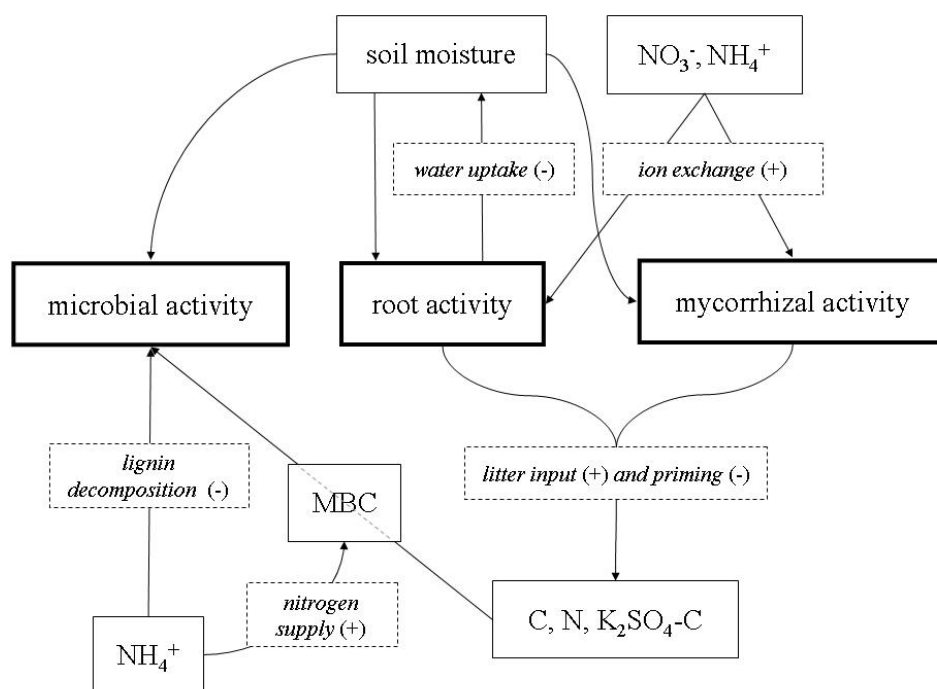 soil moisture
NO₃⁻, NH₄⁺
water uptake (-)
ion exchange (+)
microbial activity
root activity
mycorrhizal activity
lignin
decomposition (-)
MBC
litter input (+) and priming (-)
nitrogen
supply (+)
C, N, K₂SO₄-C
NH₄⁺